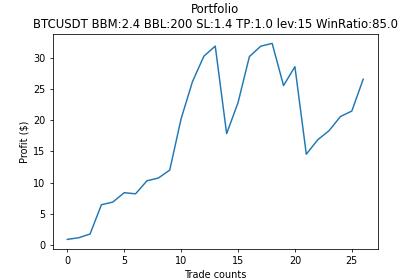 Portfolio
BTCUSDT BBM:2.4 BBL:200 SL:1.4 TP:1.0 lev:15 WinRatio:85.0
30
25
20
15
10
5
0
Profit ($)
0 5 10 15 20 25
Trade counts